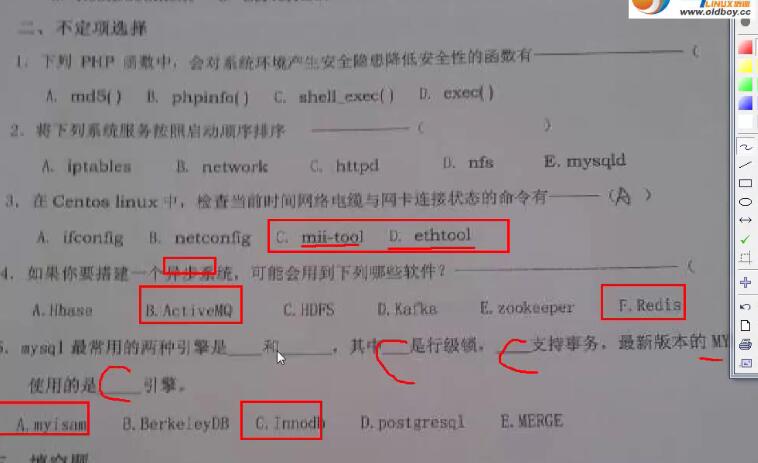 LINUX
www.oldboy.cc
二、不定项选择
1．下列 PHP 函数中，会对系统环境产生安全隐患降低安全性的函数有————（
A. md5() B. phpinfo() C. shell_exec() D. exec()
2．将下列系统服务按照启动顺序排序 ————（ ）
A. iptables B. network C. httpd D. nfs E. mysqld
3．在 Centos linux 中，检查当前时间网络电缆与网卡连接状态的命令有———（A ）
A. ifconfig B. netconfig C. mii-tool D. ethtool
4．如果你要搭建一个异步系统，可能会用到下列哪些软件？————（
A.Hbase B.ActiveMQ C.HDFS D.Kafka E.zookeeper F.Redis
．mysql 最常用的两种引擎是____和____，其中____是行级锁，____支持事务，最新版本的 MY
使用的是____引擎。
A.myisam B.BerkeleyDB C.Innodb D.postgresql E.MERGE